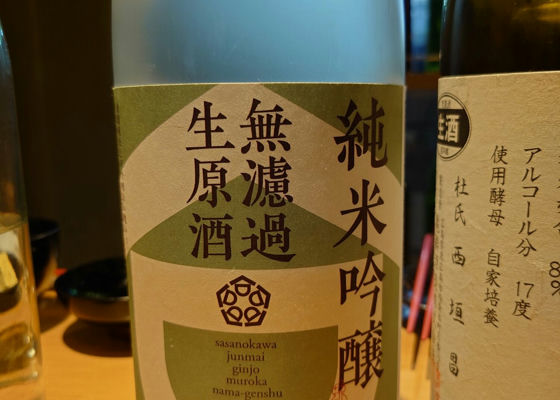 純米吟醸
無濾過
生原酒
sasanokawa
junmai
ginjo
muroka
nama-genshu
生酒
アルコール分 17度
使用酵母 自家培養
杜氏 西垣昌